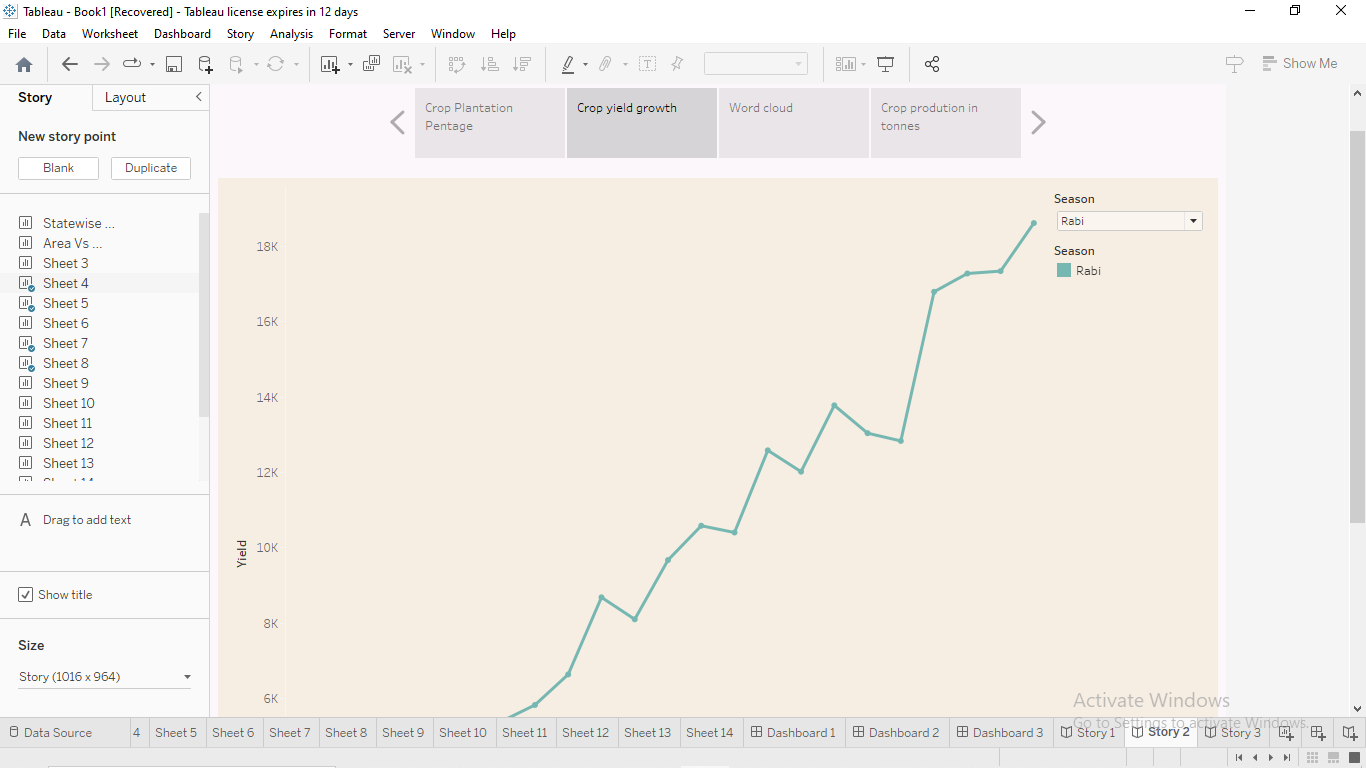 Tableau - Book1 [Recovered] - Tableau license expires in 12 days
File Data Worksheet Dashboard Story Analysis Format Server Window Help
Show Me
Story Layout
New story point
Blank Duplicate
Statewise ...
Area Vs ...
Sheet 3
Sheet 4
Sheet 5
Sheet 6
Sheet 7
Sheet 8
Sheet 9
Sheet 10
Sheet 11
Sheet 12
Sheet 13
Drag to add text
Show title
Size
Story (1016 x 964)
Crop Plantation
Pentage
Crop yield growth
Word cloud
Crop prodution in
tonnes
Season
Rabi
Season
Rabi
18K
16K
14K
12K
10K
8K
6K
Yield
Activate Windows
Go to Settings to activate Windows.
Data Source 4 Sheet 5 Sheet 6 Sheet 7 Sheet 8 Sheet 9 Sheet 10 Sheet 11 Sheet 12 Sheet 13 Sheet 14 Dashboard 1 Dashboard 2 Dashboard 3 Story 1 Story 2 Story 3